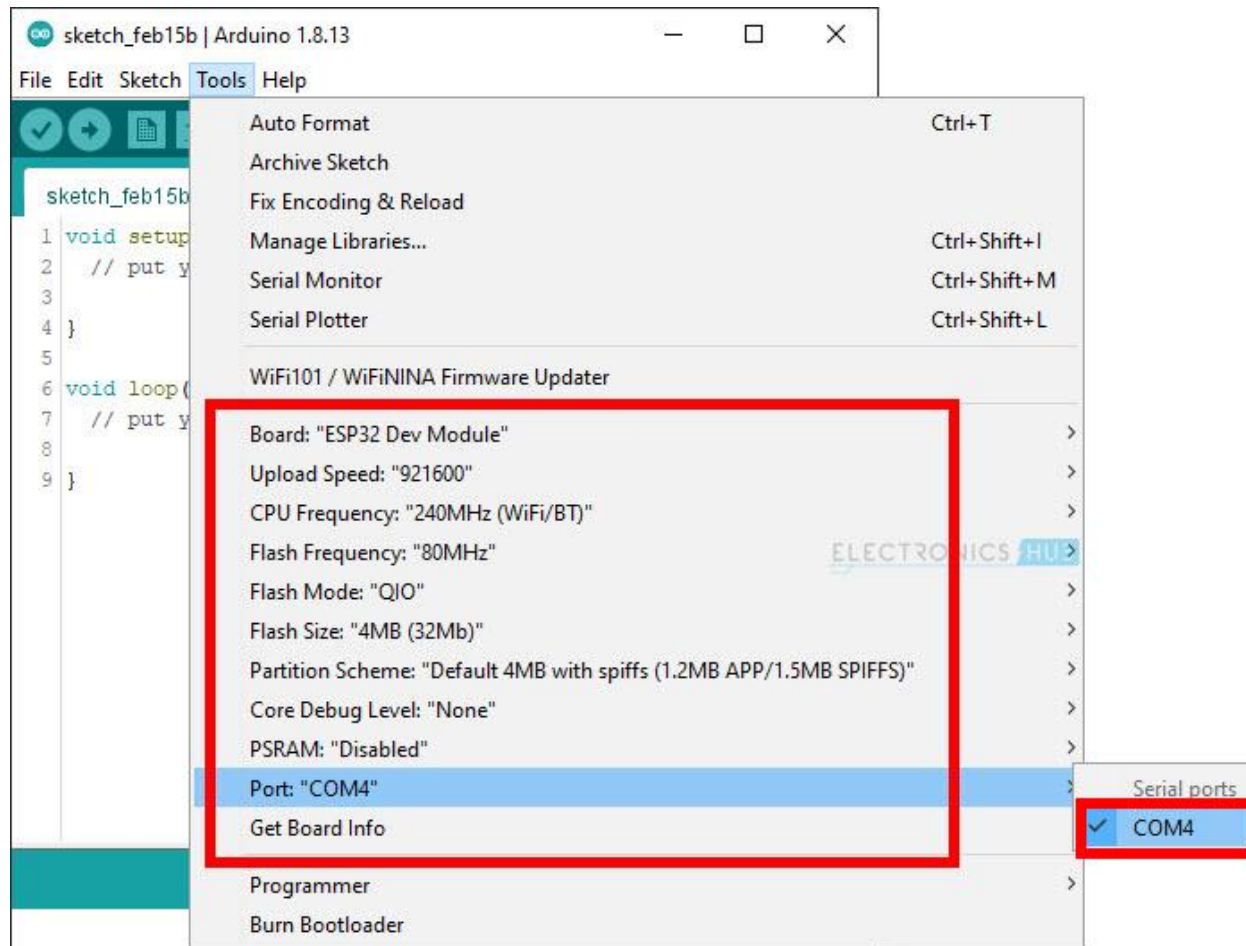 sketch_feb15b | Arduino 1.8.13
File Edit Sketch Tools Help
Auto Format Ctrl+T
Archive Sketch
Fix Encoding & Reload
Manage Libraries... Ctrl+Shift+I
Serial Monitor Ctrl+Shift+M
Serial Plotter Ctrl+Shift+L
WiFi101 / WiFiNINA Firmware Updater
Board: "ESP32 Dev Module"
Upload Speed: "921600"
CPU Frequency: "240MHz (WiFi/BT)"
Flash Frequency: "80MHz"
ELECTRONICS HUB
Flash Mode: "QIO"
Flash Size: "4MB (32Mb)"
Partition Scheme: "Default 4MB with spiffs (1.2MB APP/1.5MB SPIFFS)"
Core Debug Level: "None"
PSRAM: "Disabled"
Port: "COM4"
Get Board Info
Programmer
Burn Bootloader
Serial ports
COM4
sketch_feb15b
1 void setup
2 // put y
3
4 }
5
6 void loop(
7 // put y
8
9 }